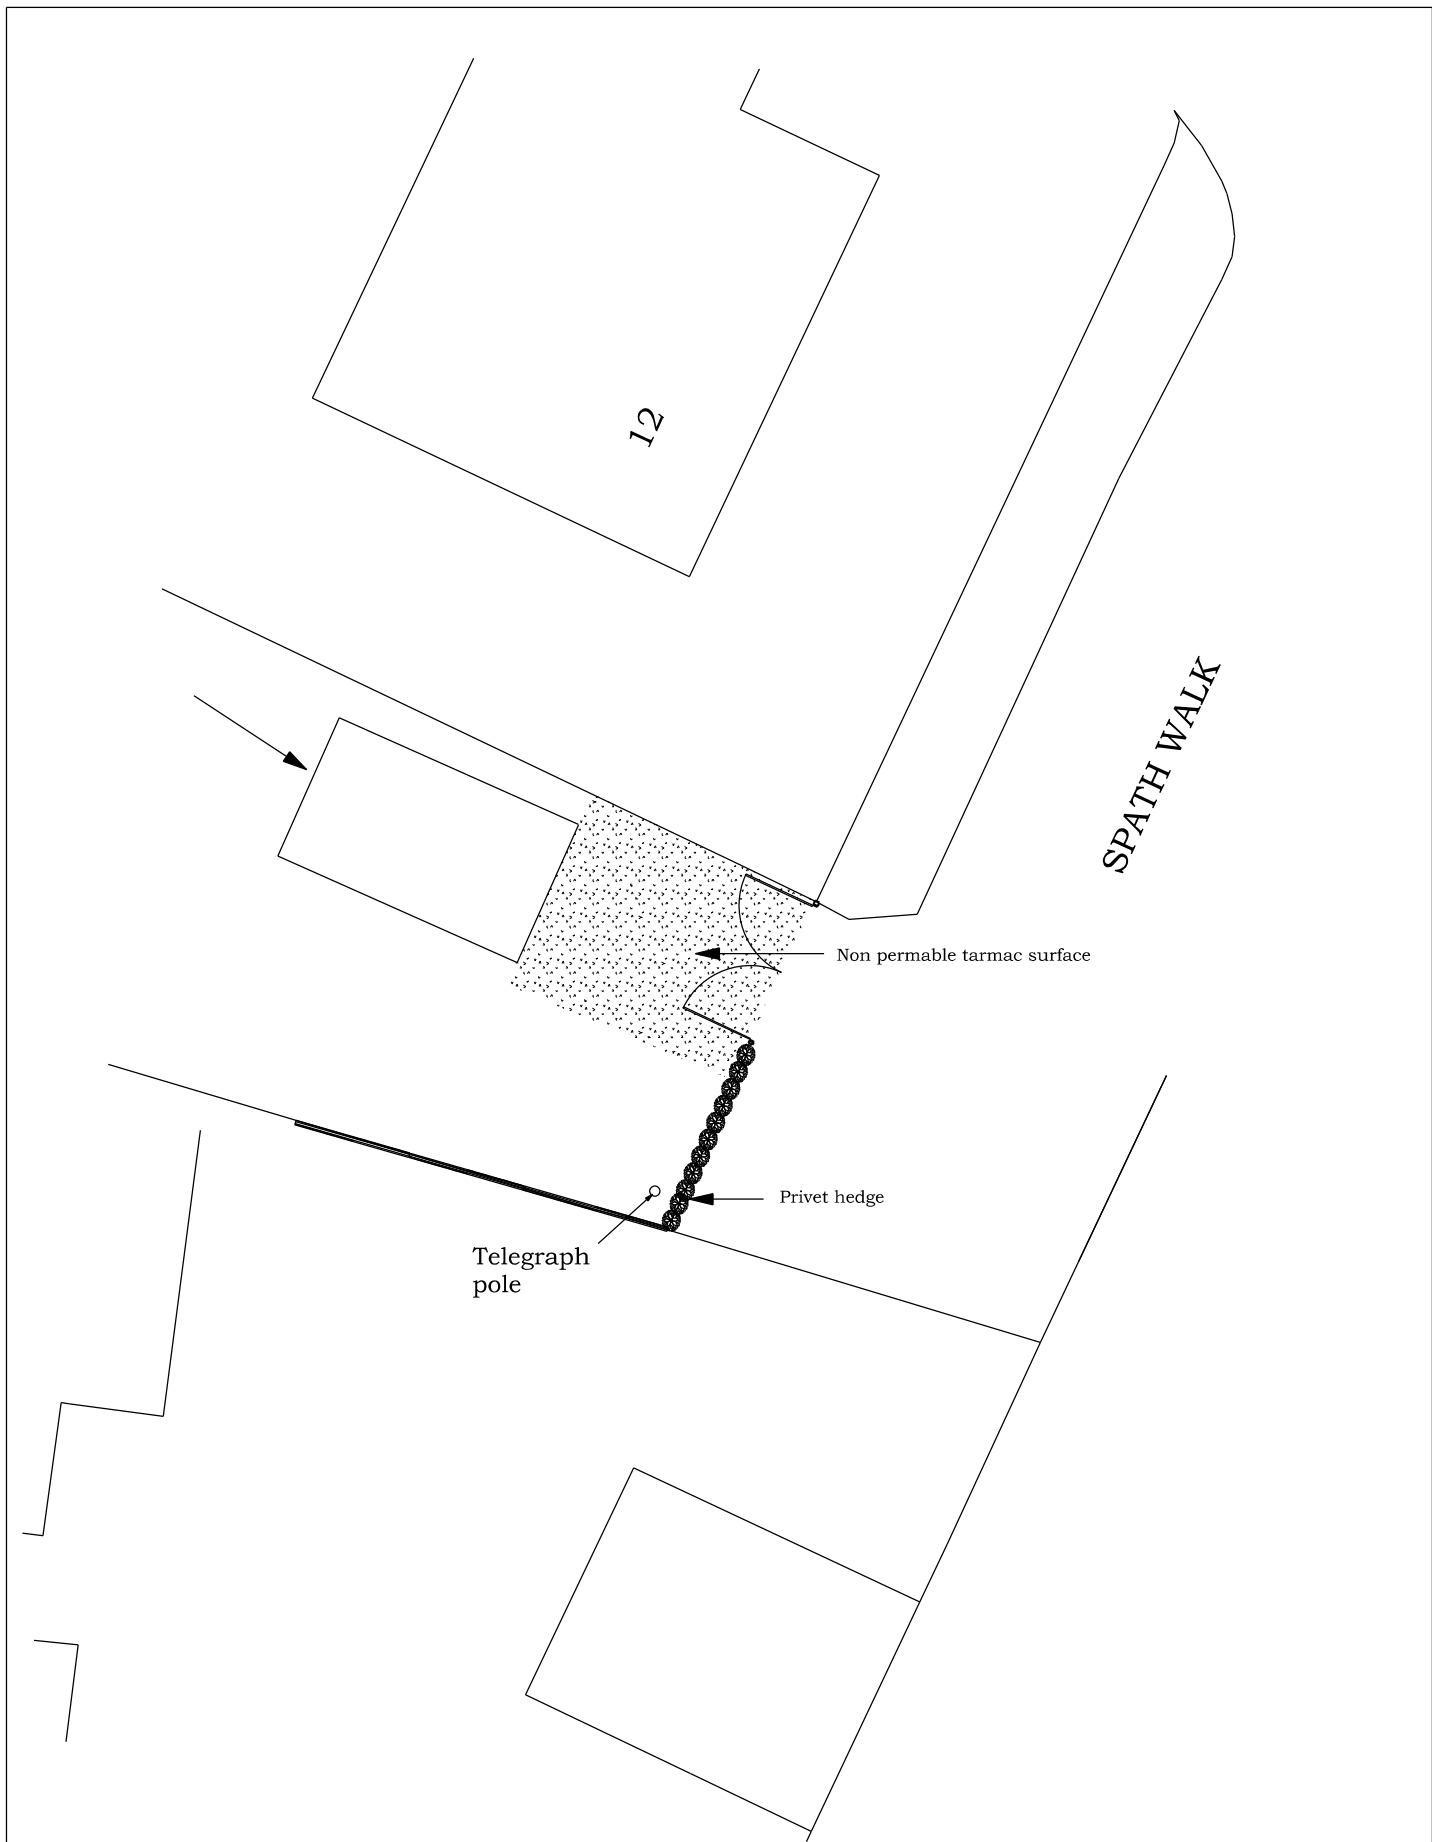 12
SPATH WALK
Non permable tarmac surface
Privet hedge
Telegraph
pole